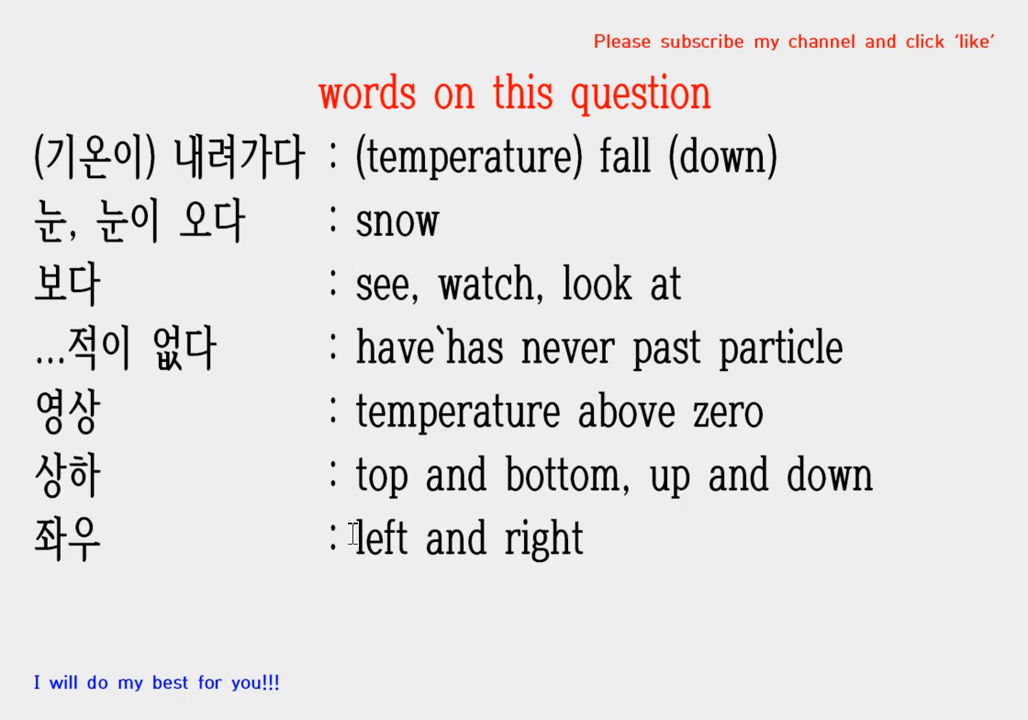 Please subscribe my channel and click ‘like’
words on this question
(기온이) 내려가다 : (temperature) fall (down)
눈, 눈이 오다 : snow
보다 : see, watch, look at
...적이 없다 : have`has never past particle
영상 : temperature above zero
상하 : top and bottom, up and down
좌우 : left and right
I will do my best for you!!!